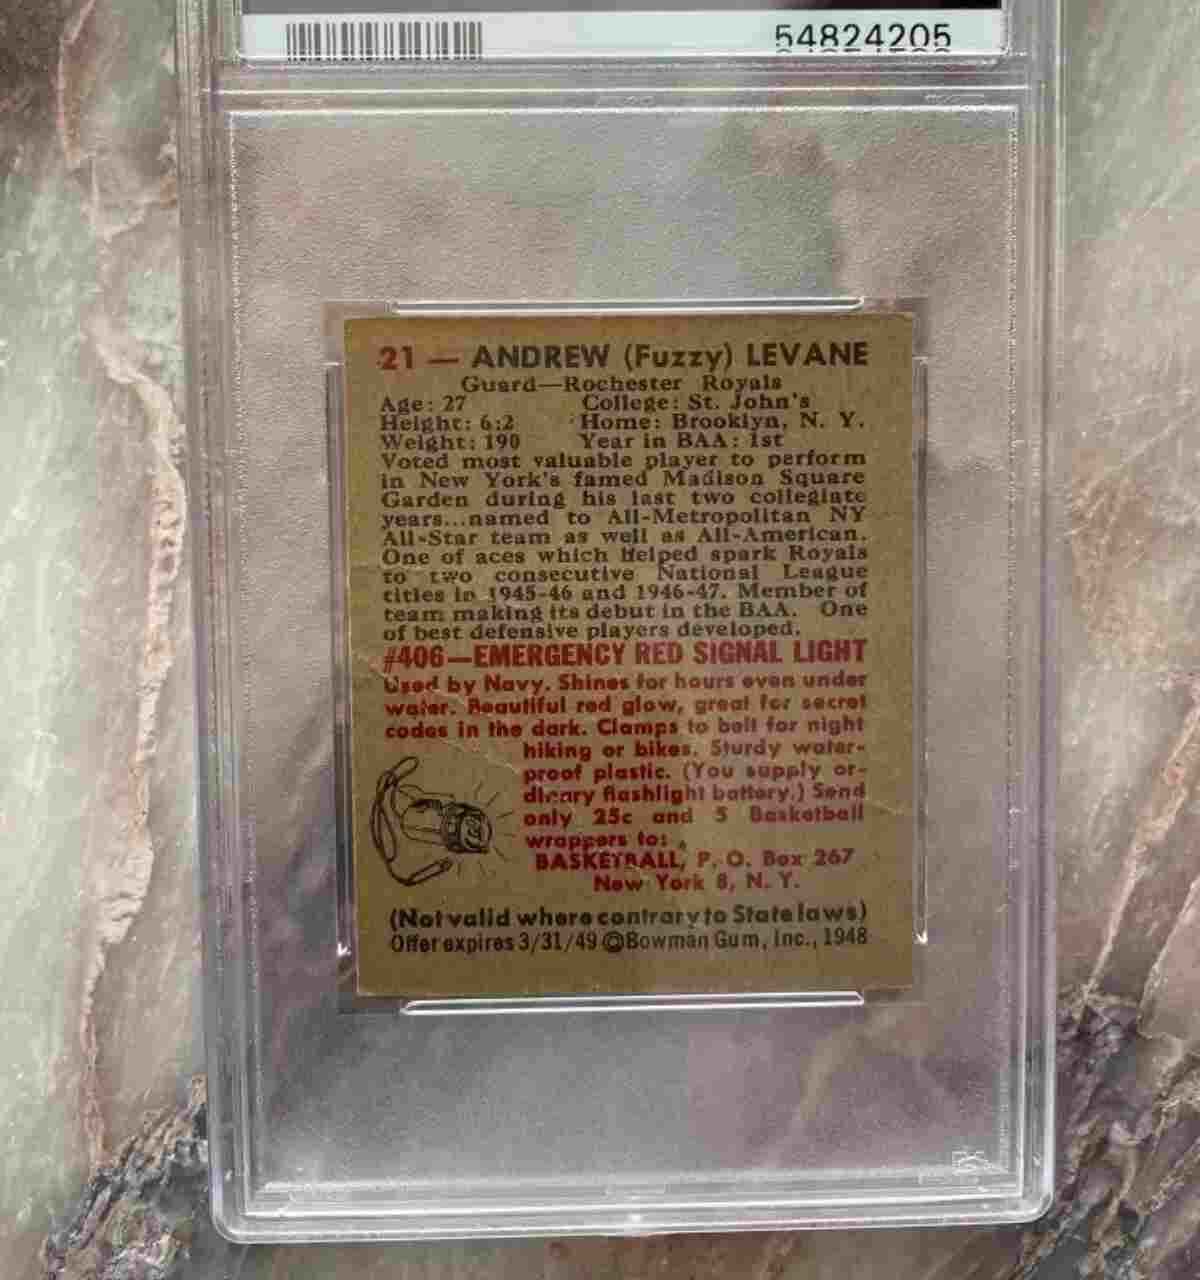 54824205
21 — ANDREW (Fuzzy) LEVANE
Guard—Rochester Royals
Age: 27 College: St. John's
Height: 6:2 Home: Brooklyn, N. Y.
Weight: 190 Year in BAA: 1st
Voted most valuable player to perform
in New York's famed Madison Square
Garden during his last two collegiate
years...named to All-Metropolitan NY
All-Star team as well as All-American.
One of aces which helped spark Royals
to two consecutive National League
titles in 1945-46 and 1946-47. Member of
team making its debut in the BAA. One
of best defensive players developed.
#406—EMERGENCY RED SIGNAL LIGHT
Used by Navy. Shines for hours even under
water. Beautiful red glow, great for secret
codes in the dark. Clamps to belt for night
hiking or bikes. Sturdy water-
proof plastic. (You supply or-
dinary flashlight battery.) Send
only 25c and 5 Basketball
wrappers to:
BASKETBALL, P. O. Box 267
New York 8, N. Y.
(Not valid where contrary to State laws)
Offer expires 3/31/49 ©Bowman Gum, Inc., 1948